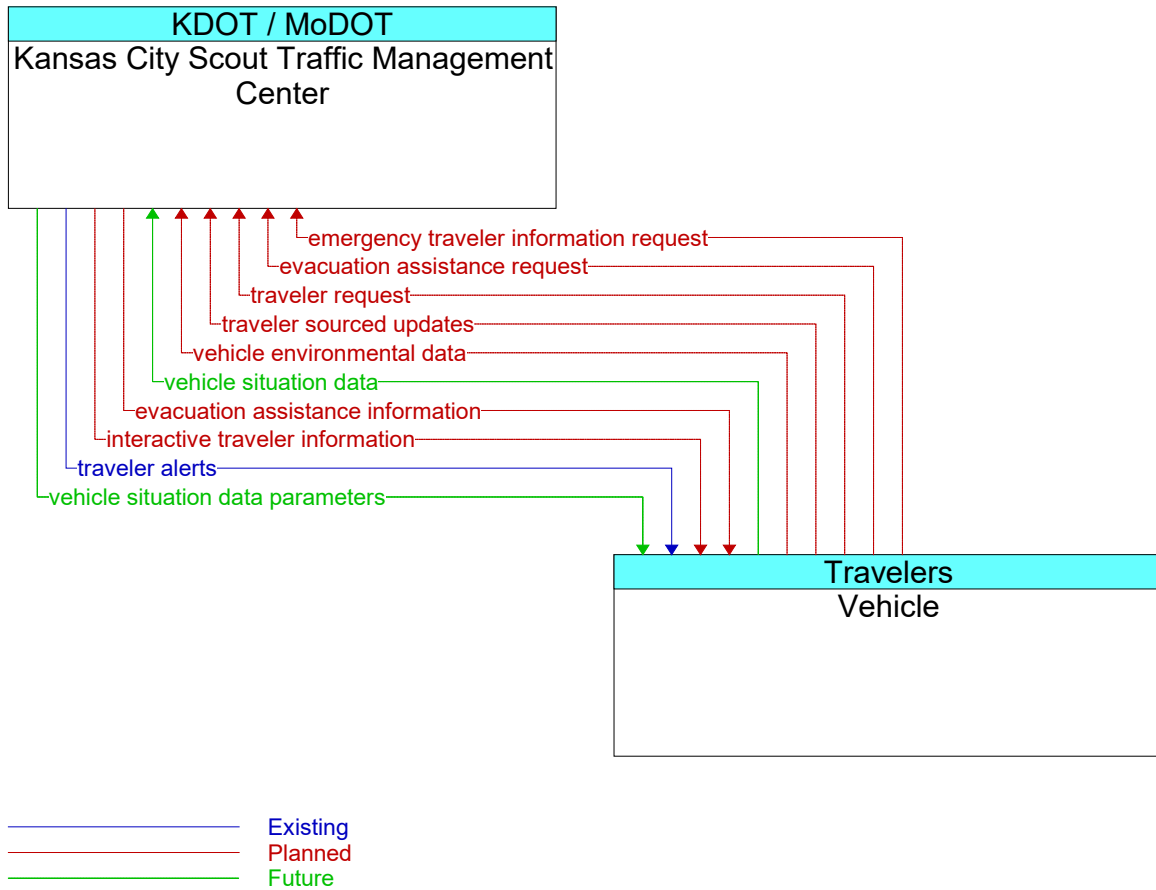 KDOT / MoDOT
Kansas City Scout Traffic Management
Center
emergency traveler information request
evacuation assistance request
traveler request
traveler sourced updates
vehicle environmental data
vehicle situation data
evacuation assistance information
interactive traveler information
traveler alerts
vehicle situation data parameters
Travelers
Vehicle
Existing
Planned
Future